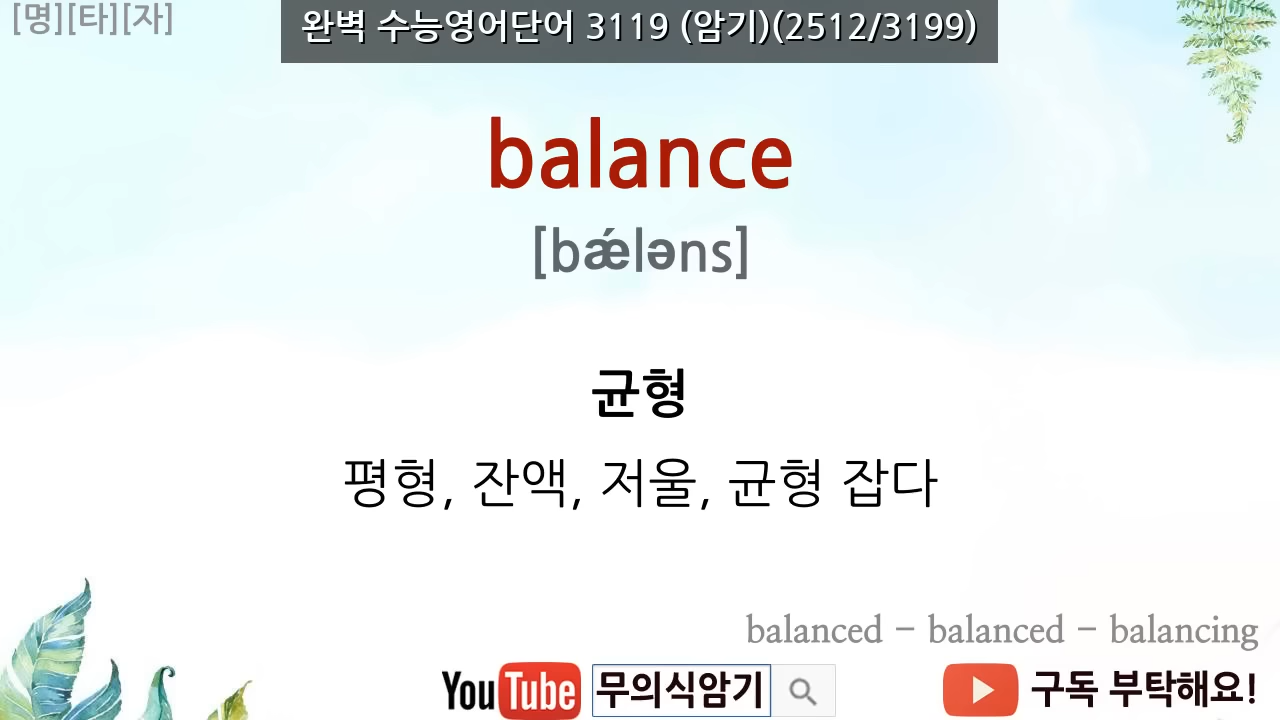 [명][타][자]
완벽 수능영어단어 3119 (암기)(2512/3199)
balance
[bǽləns]
균형
평형, 잔액, 저울, 균형 잡다
balanced - balanced - balancing
YouTube 무의식암기
구독 부탁해요!